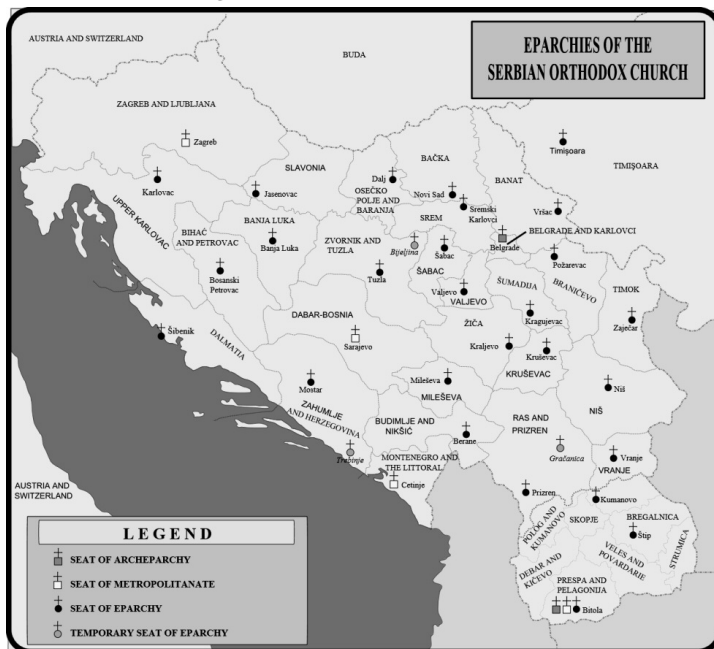 EPARCHIES OF THE
SERBIAN ORTHODOX CHURCH
AUSTRIA AND SWITZERLAND
BUDA
ZAGREB AND LJUBLJANA
Zagreb
SLAVONIA
BAČKA
BANAT
Timişoara
TIMIŞOARA
Karlovac
Jasenovac
Dalj
OSEČKO
POLJE AND
BARANJA
Novi Sad
Sremski
Karlovci
Vršac
UPPER KARLOVAC
BIHAĆ
AND PETROVAC
BANJA LUKA
Banja Luka
ZVORNIK AND
TUZLA
SREM
BELGRADE AND KARLOVCI
Belgrade
Bijeljina
Šabac
ŠABAC
Požarevac
Bosanski
Petrovac
Tuzla
Valjevo
VALJEVO
ŠUMADIJA
BRANIČEVO
TIMOK
DABAR-BOSNIA
Kragujevac
Zaječar
Šibenik
DALMATIA
Sarajevo
ŽIČA
Kraljevo
Kruševac
KRUŠEVAC
Mostar
Mileševa
MILEŠEVA
Niš
NIŠ
ZAHUMLJE
AND HERZEGOVINA
BUDIMLJE AND
NIKŠIĆ
RAS AND
PRIZREN
Berane
Trebinje
Gračanica
MONTENEGRO AND
THE LITTORAL
Vranje
VRANJE
Cetinje
AUSTRIA AND
SWITZERLAND
Prizren
Kumanovo
POLOG AND
KUMANOVO
SKOPJE
BREGALNICA
Štip
STRUMICA
DEBAR AND
KIČEVO
VELES AND
POVARDARIE
PRESPA AND
PELAGONIJA
Bitola
LEGEND
SEAT OF ARCHEPARCHY
SEAT OF METROPOLITANATE
SEAT OF EPARCHY
TEMPORARY SEAT OF EPARCHY